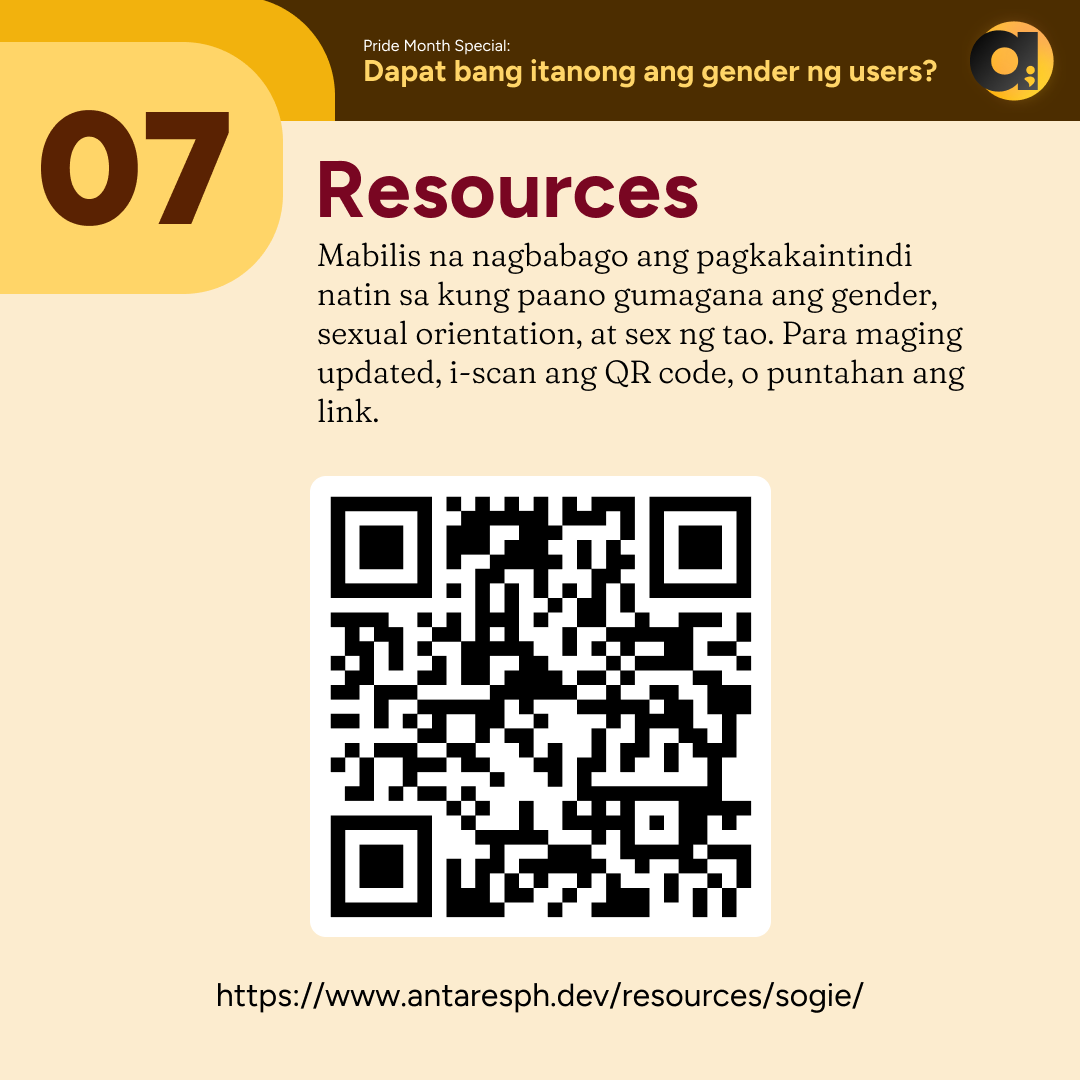 Pride Month Special:
Dapat bang itanong ang gender ng users?
a;
07
Resources
Mabilis na nagbabago ang pagkakaintindi
natin sa kung paano gumagana ang gender,
sexual orientation, at sex ng tao. Para maging
updated, i-scan ang QR code, o puntahan ang
link.
https://www.antaresph.dev/resources/sogie/